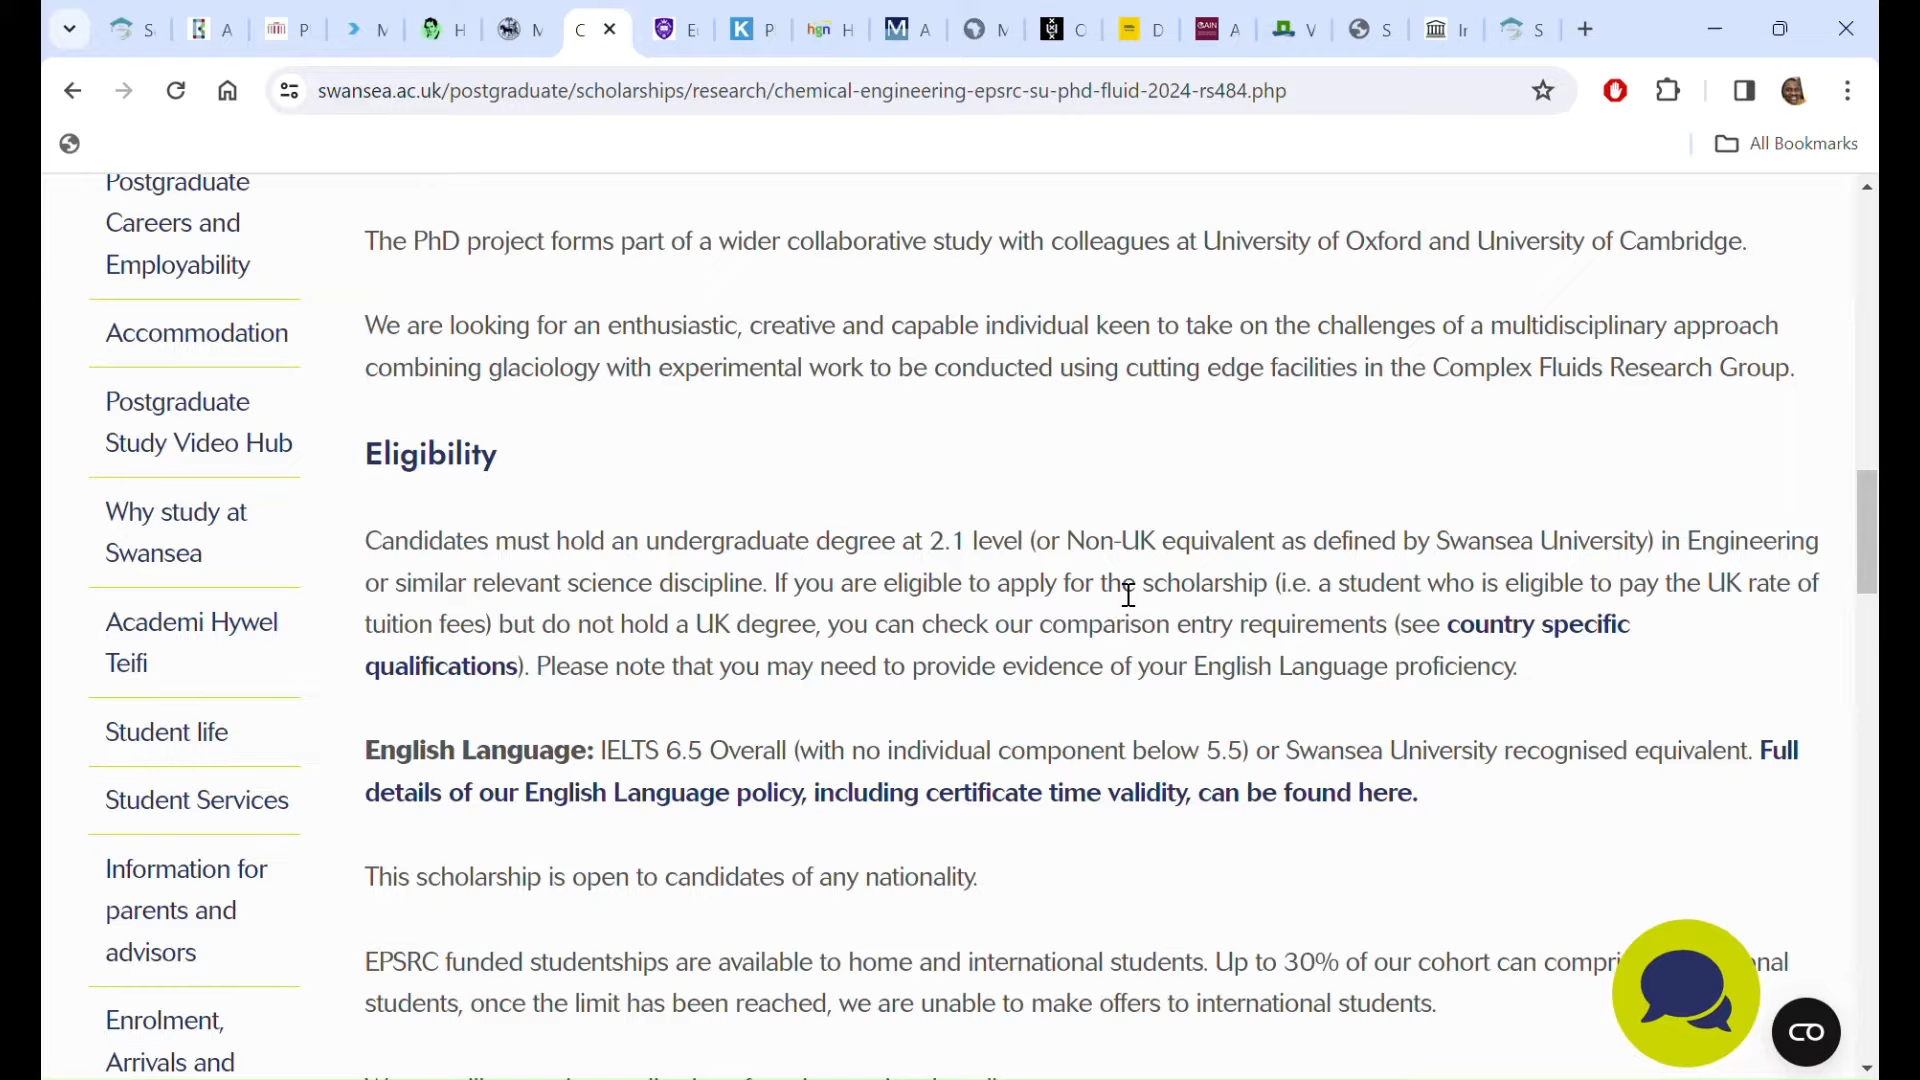 S
A
P
M
H
M
C
E
P
hgn H
A
M
C
D
GAIN A
V
S
Ir
S
swansea.ac.uk/postgraduate/scholarships/research/chemical-engineering-epsrc-su-phd-fluid-2024-rs484.php
All Bookmarks
Postgraduate
Careers and
Employability
Accommodation
Postgraduate
Study Video Hub
Why study at
Swansea
Academi Hywel
Teifi
Student life
Student Services
Information for
parents and
advisors
Enrolment,
Arrivals and
The PhD project forms part of a wider collaborative study with colleagues at University of Oxford and University of Cambridge.
We are looking for an enthusiastic, creative and capable individual keen to take on the challenges of a multidisciplinary approach
combining glaciology with experimental work to be conducted using cutting edge facilities in the Complex Fluids Research Group.
Eligibility
Candidates must hold an undergraduate degree at 2.1 level (or Non-UK equivalent as defined by Swansea University) in Engineering
or similar relevant science discipline. If you are eligible to apply for the scholarship (i.e. a student who is eligible to pay the UK rate of
tuition fees) but do not hold a UK degree, you can check our comparison entry requirements (see country specific
qualifications). Please note that you may need to provide evidence of your English Language proficiency.
English Language: IELTS 6.5 Overall (with no individual component below 5.5) or Swansea University recognised equivalent. Full
details of our English Language policy, including certificate time validity, can be found here.
This scholarship is open to candidates of any nationality.
EPSRC funded studentships are available to home and international students. Up to 30% of our cohort can
students, once the limit has been reached, we are unable to make offers to international students.